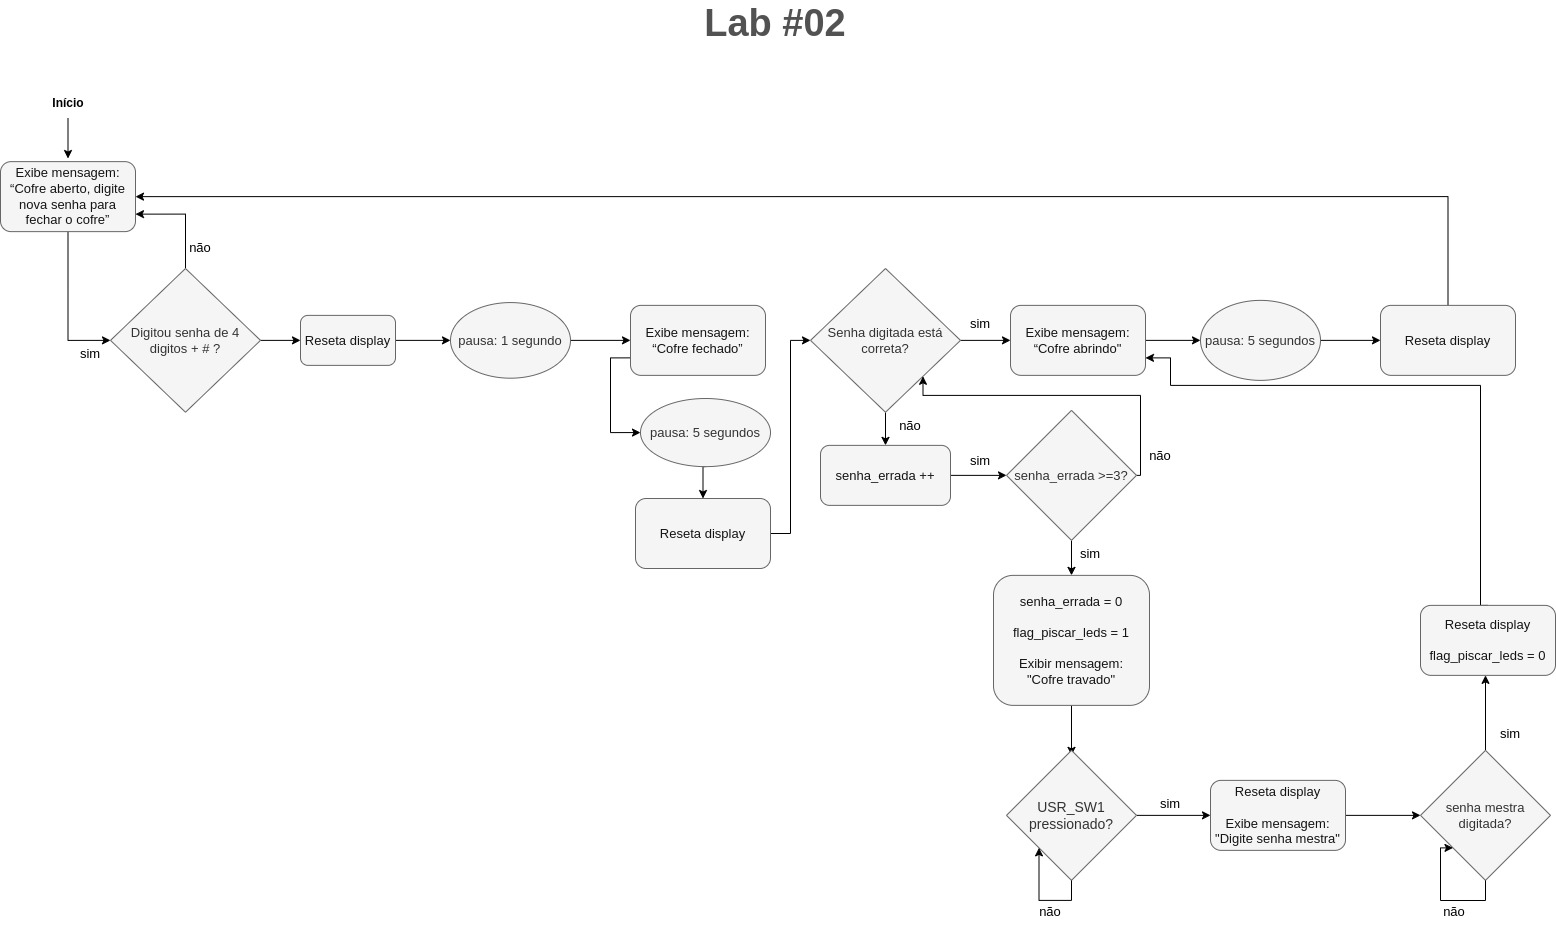 Lab #02
Início
Exibe mensagem:
“Cofre aberto, digite
nova senha para
fechar o cofre”
não
sim
Digitou senha de 4
digitos + # ?
Reseta display
pausa: 1 segundo
Exibe mensagem:
“Cofre fechado”
pausa: 5 segundos
Reseta display
Senha digitada está
correta?
sim
Exibe mensagem:
“Cofre abrindo"
pausa: 5 segundos
Reseta display
não
senha_errada ++
sim
senha_errada >=3?
não
sim
senha_errada = 0
flag_piscar_leds = 1
Exibir mensagem:
"Cofre travado"
USR_SW1
pressionado?
não
sim
Reseta display
Exibe mensagem:
"Digite senha mestra"
senha mestra
digitada?
não
sim
Reseta display
flag_piscar_leds = 0